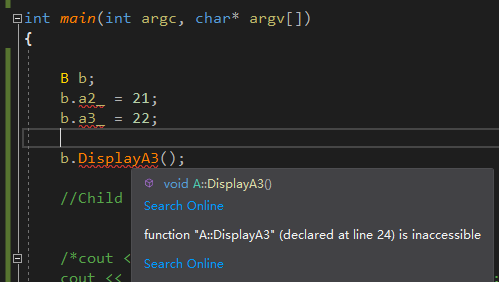 int main(int argc, char* argv[])
{
B b;
b.a2_ = 21;
b.a3_ = 22;
b.DisplayA3();
void A::DisplayA3()
//Child
Search Online
function "A::DisplayA3" (declared at line 24) is inaccessible
/*cout <
Search Online
cout <<